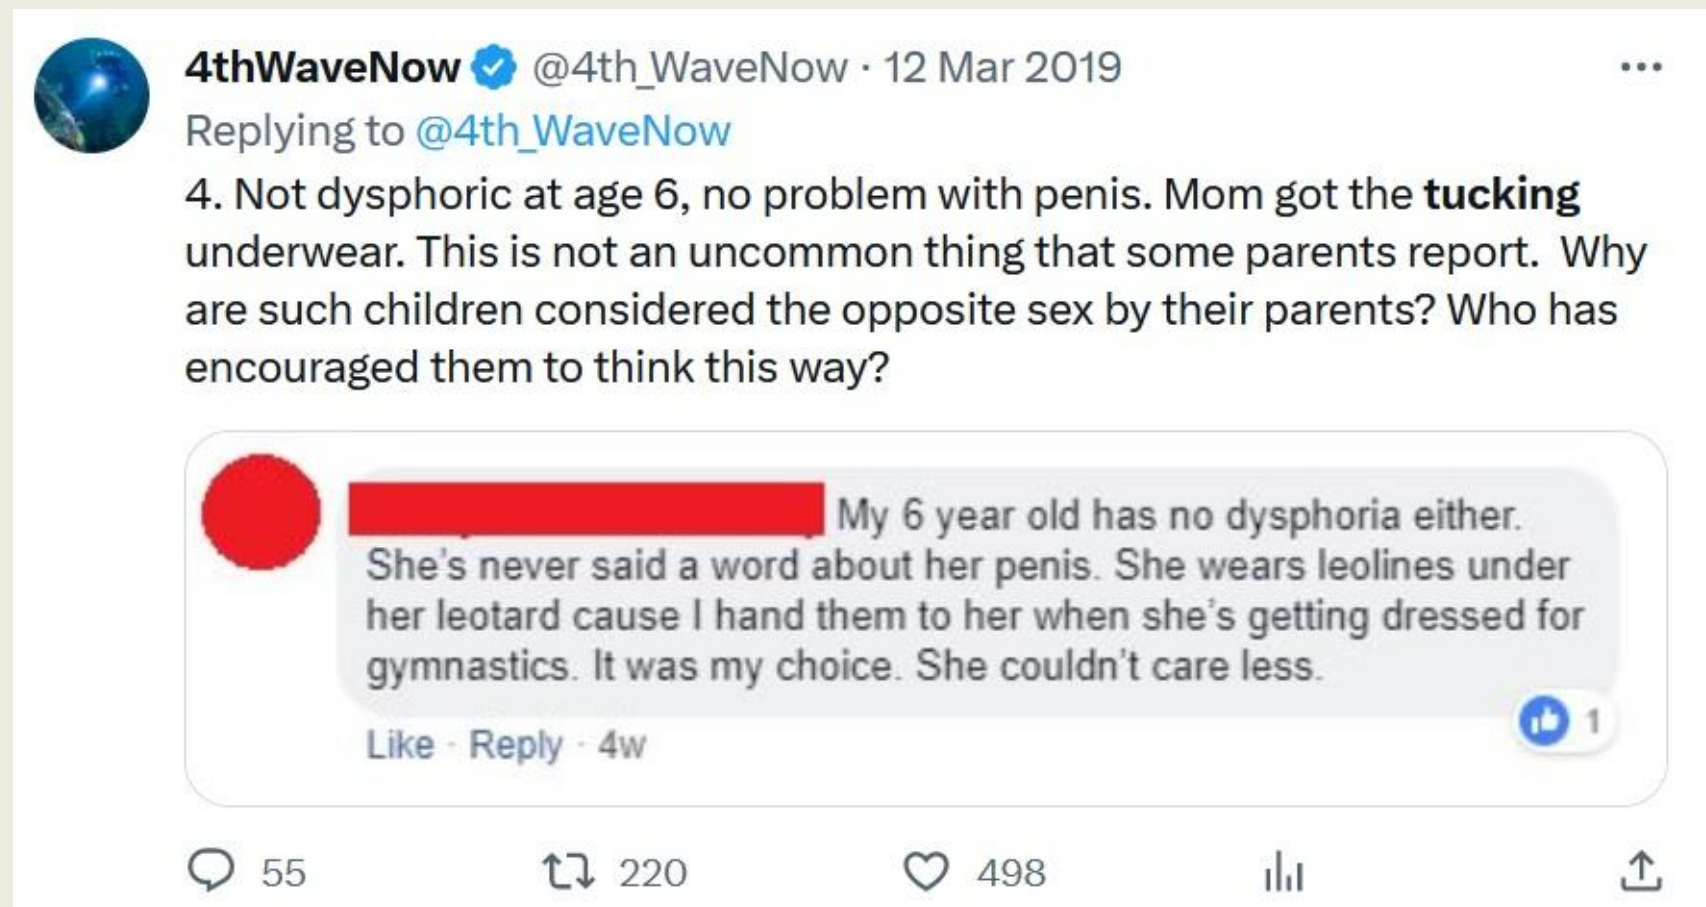 4thWaveNow @4th_WaveNow · 12 Mar 2019
Replying to @4th_WaveNow
4. Not dysphoric at age 6, no problem with penis. Mom got the tucking
underwear. This is not an uncommon thing that some parents report.  Why
are such children considered the opposite sex by their parents? Who has
encouraged them to think this way?
My 6 year old has no dysphoria either.
She's never said a word about her penis. She wears leolines under
her leotard cause I hand them to her when she's getting dressed for
gymnastics. It was my choice. She couldn't care less.
1
Like · Reply · 4w
55 220 498